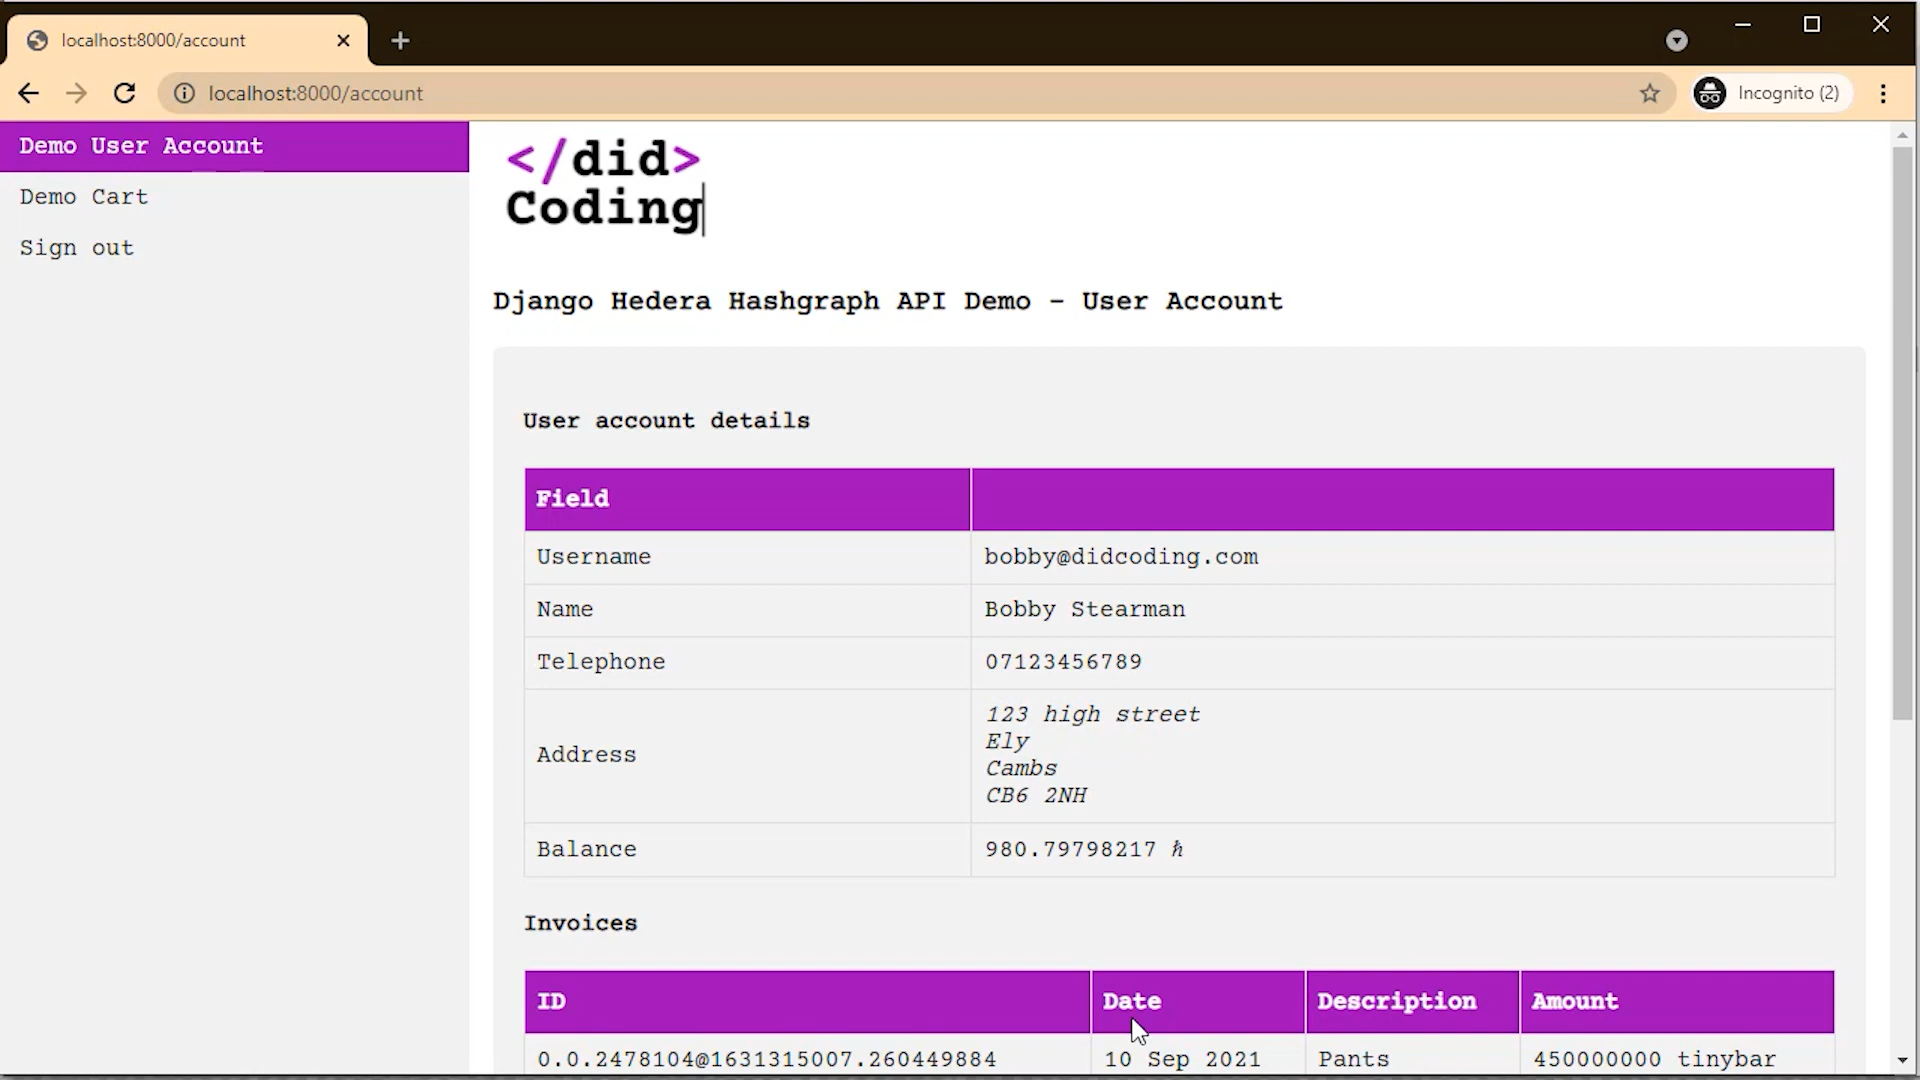 localhost:8000/account
localhost:8000/account
Incognito (2)
Demo User Account
Demo Cart
Sign out
</did>
Coding
Django Hedera Hashgraph API Demo - User Account
User account details
Field
Username bobby@didcoding.com
Name Bobby Stearman
Telephone 07123456789
Address
123 high street
Ely
Cambs
CB6 2NH
Balance 980.79798217 ℏ
Invoices
ID Date Description Amount
0.0.2478104@1631315007.260449884 10 Sep 2021 Pants 450000000 tinybar